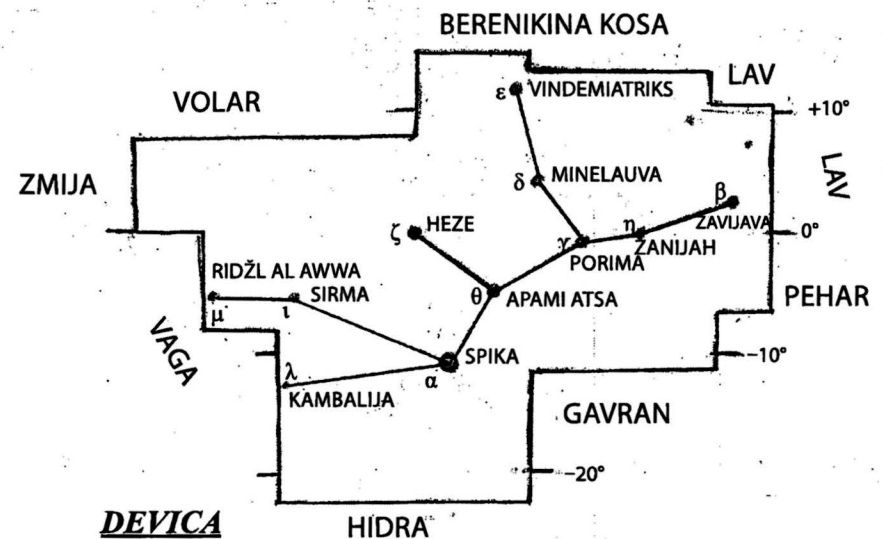 BERENIKINA KOSA
LAV
VOLAR
ε VINDEMIATRIKS
+10°
ZMIJA
δ MINELAUVA
LAV
β
ZAVIJAVA
ζ HEZE
η
ŽANIJAH
0°
γ
PORIMA
RIDŽL AL AWWA
SIRMA
μ
ι
θ APAMI ATSA
PEHAR
VAGA
SPIKA
α
-10°
λ
KAMBALIJA
GAVRAN
-20°
DEVICA
HIDRA